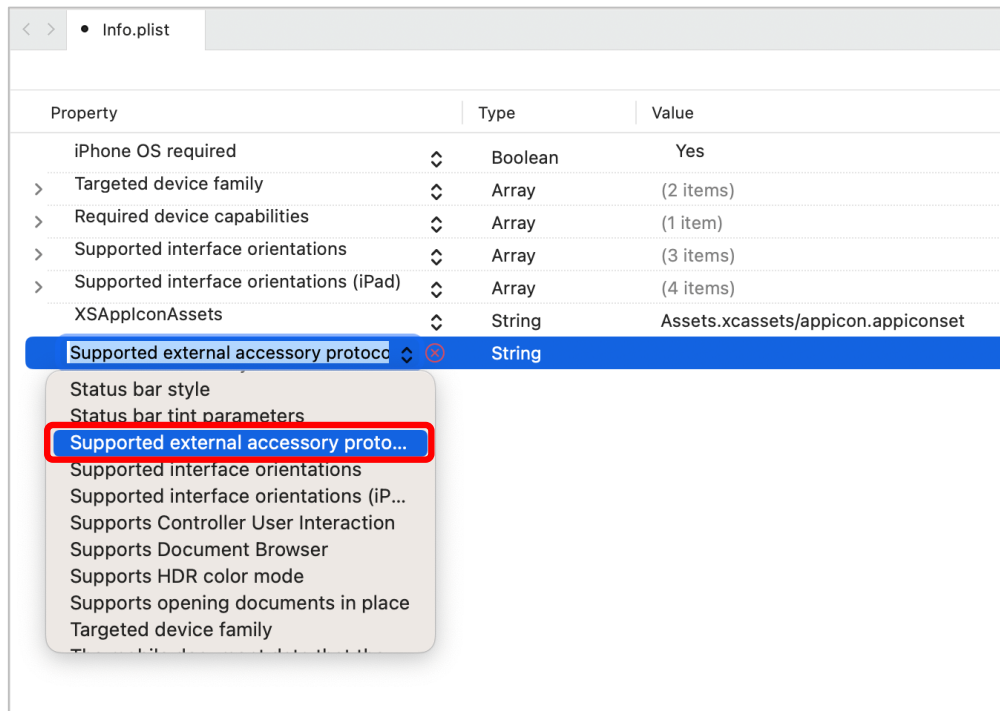 Info.plist
Property Type Value
iPhone OS required Boolean Yes
Targeted device family Array (2 items)
Required device capabilities Array (1 item)
Supported interface orientations Array (3 items)
Supported interface orientations (iPad) Array (4 items)
XSAppIconAssets String Assets.xcassets/appicon.appiconset
Supported external accessory protoco String
Status bar style
Status bar tint parameters
Supported external accessory proto...
Supported interface orientations
Supported interface orientations (iP...
Supports Controller User Interaction
Supports Document Browser
Supports HDR color mode
Supports opening documents in place
Targeted device family